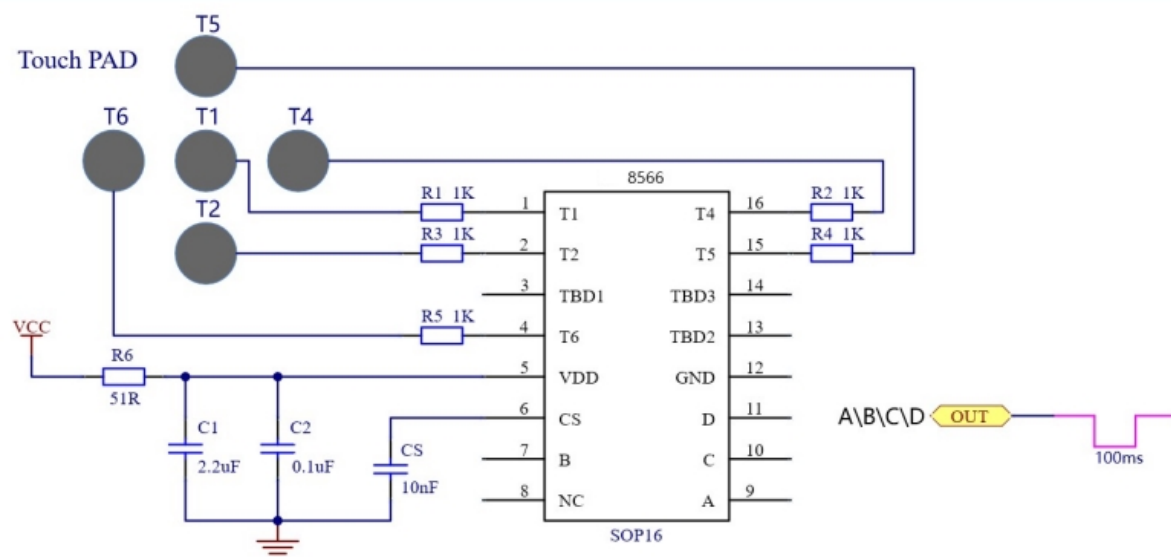 T5
Touch PAD
T6 T1 T4
T2
8566
R1 1K
1 T1
T4 16
R2 1K
R3 1K
2 T2
T5 15
R4 1K
3 TBD1
TBD3 14
R5 1K
4 T6
TBD2 13
VCC
R6
51R
5 VDD
GND 12
6 CS
D 11
A\B\C\D OUT
100ms
C1
2.2uF
C2
0.1uF
CS
10nF
7 B
C 10
8 NC
A 9
SOP16